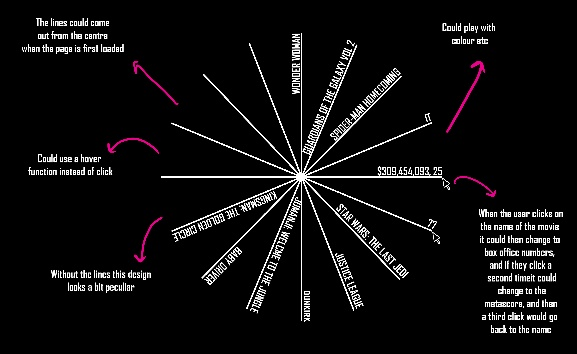 The lines could come
out from the centre
when the page is first loaded
Could play with
colour etc
WONDER WOMAN
GUARDIANS OF THE GALAXY VOL 2
SPIDER-MAN HOMECOMING
IT
Could use a hover
function instead of click
$309,454,093, 25
??
KINGSMAN: THE GOLDEN CIRCLE
BABY DRIVER
JUMANJI: WELCOME TO THE JUNGLE
DUNKIRK
JUSTICE LEAGUE
STAR WARS: THE LAST JEDI
Without the lines this design
looks a bit peculiar
When the user clicks on
the name of the movie
it could then change to
box office numbers,
and if they click a
second timeit could
change to the
metascore, and then
a third click would go
back to the name